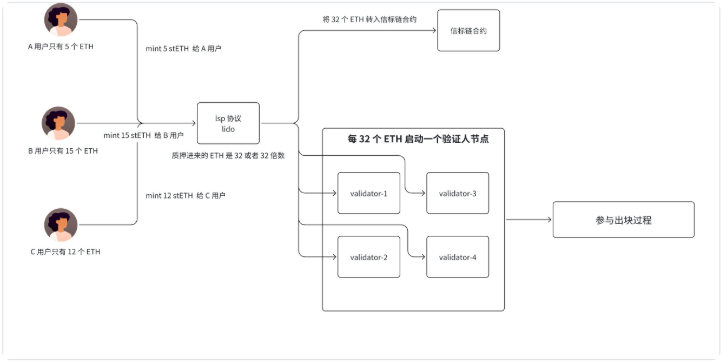 A 用户只有 5 个 ETH
mint 5 stETH 给 A 用户
将 32 个 ETH 转入信标链合约
信标链合约
lsp 协议
lido
mint 15 stETH 给 B 用户
B 用户只有 15 个 ETH
质押进来的 ETH 是 32 或者 32 倍数
mint 12 stETH 给 C 用户
C 用户只有 12 个 ETH
每 32 个 ETH 启动一个验证人节点
validator-1
validator-3
validator-2
validator-4
参与出块过程